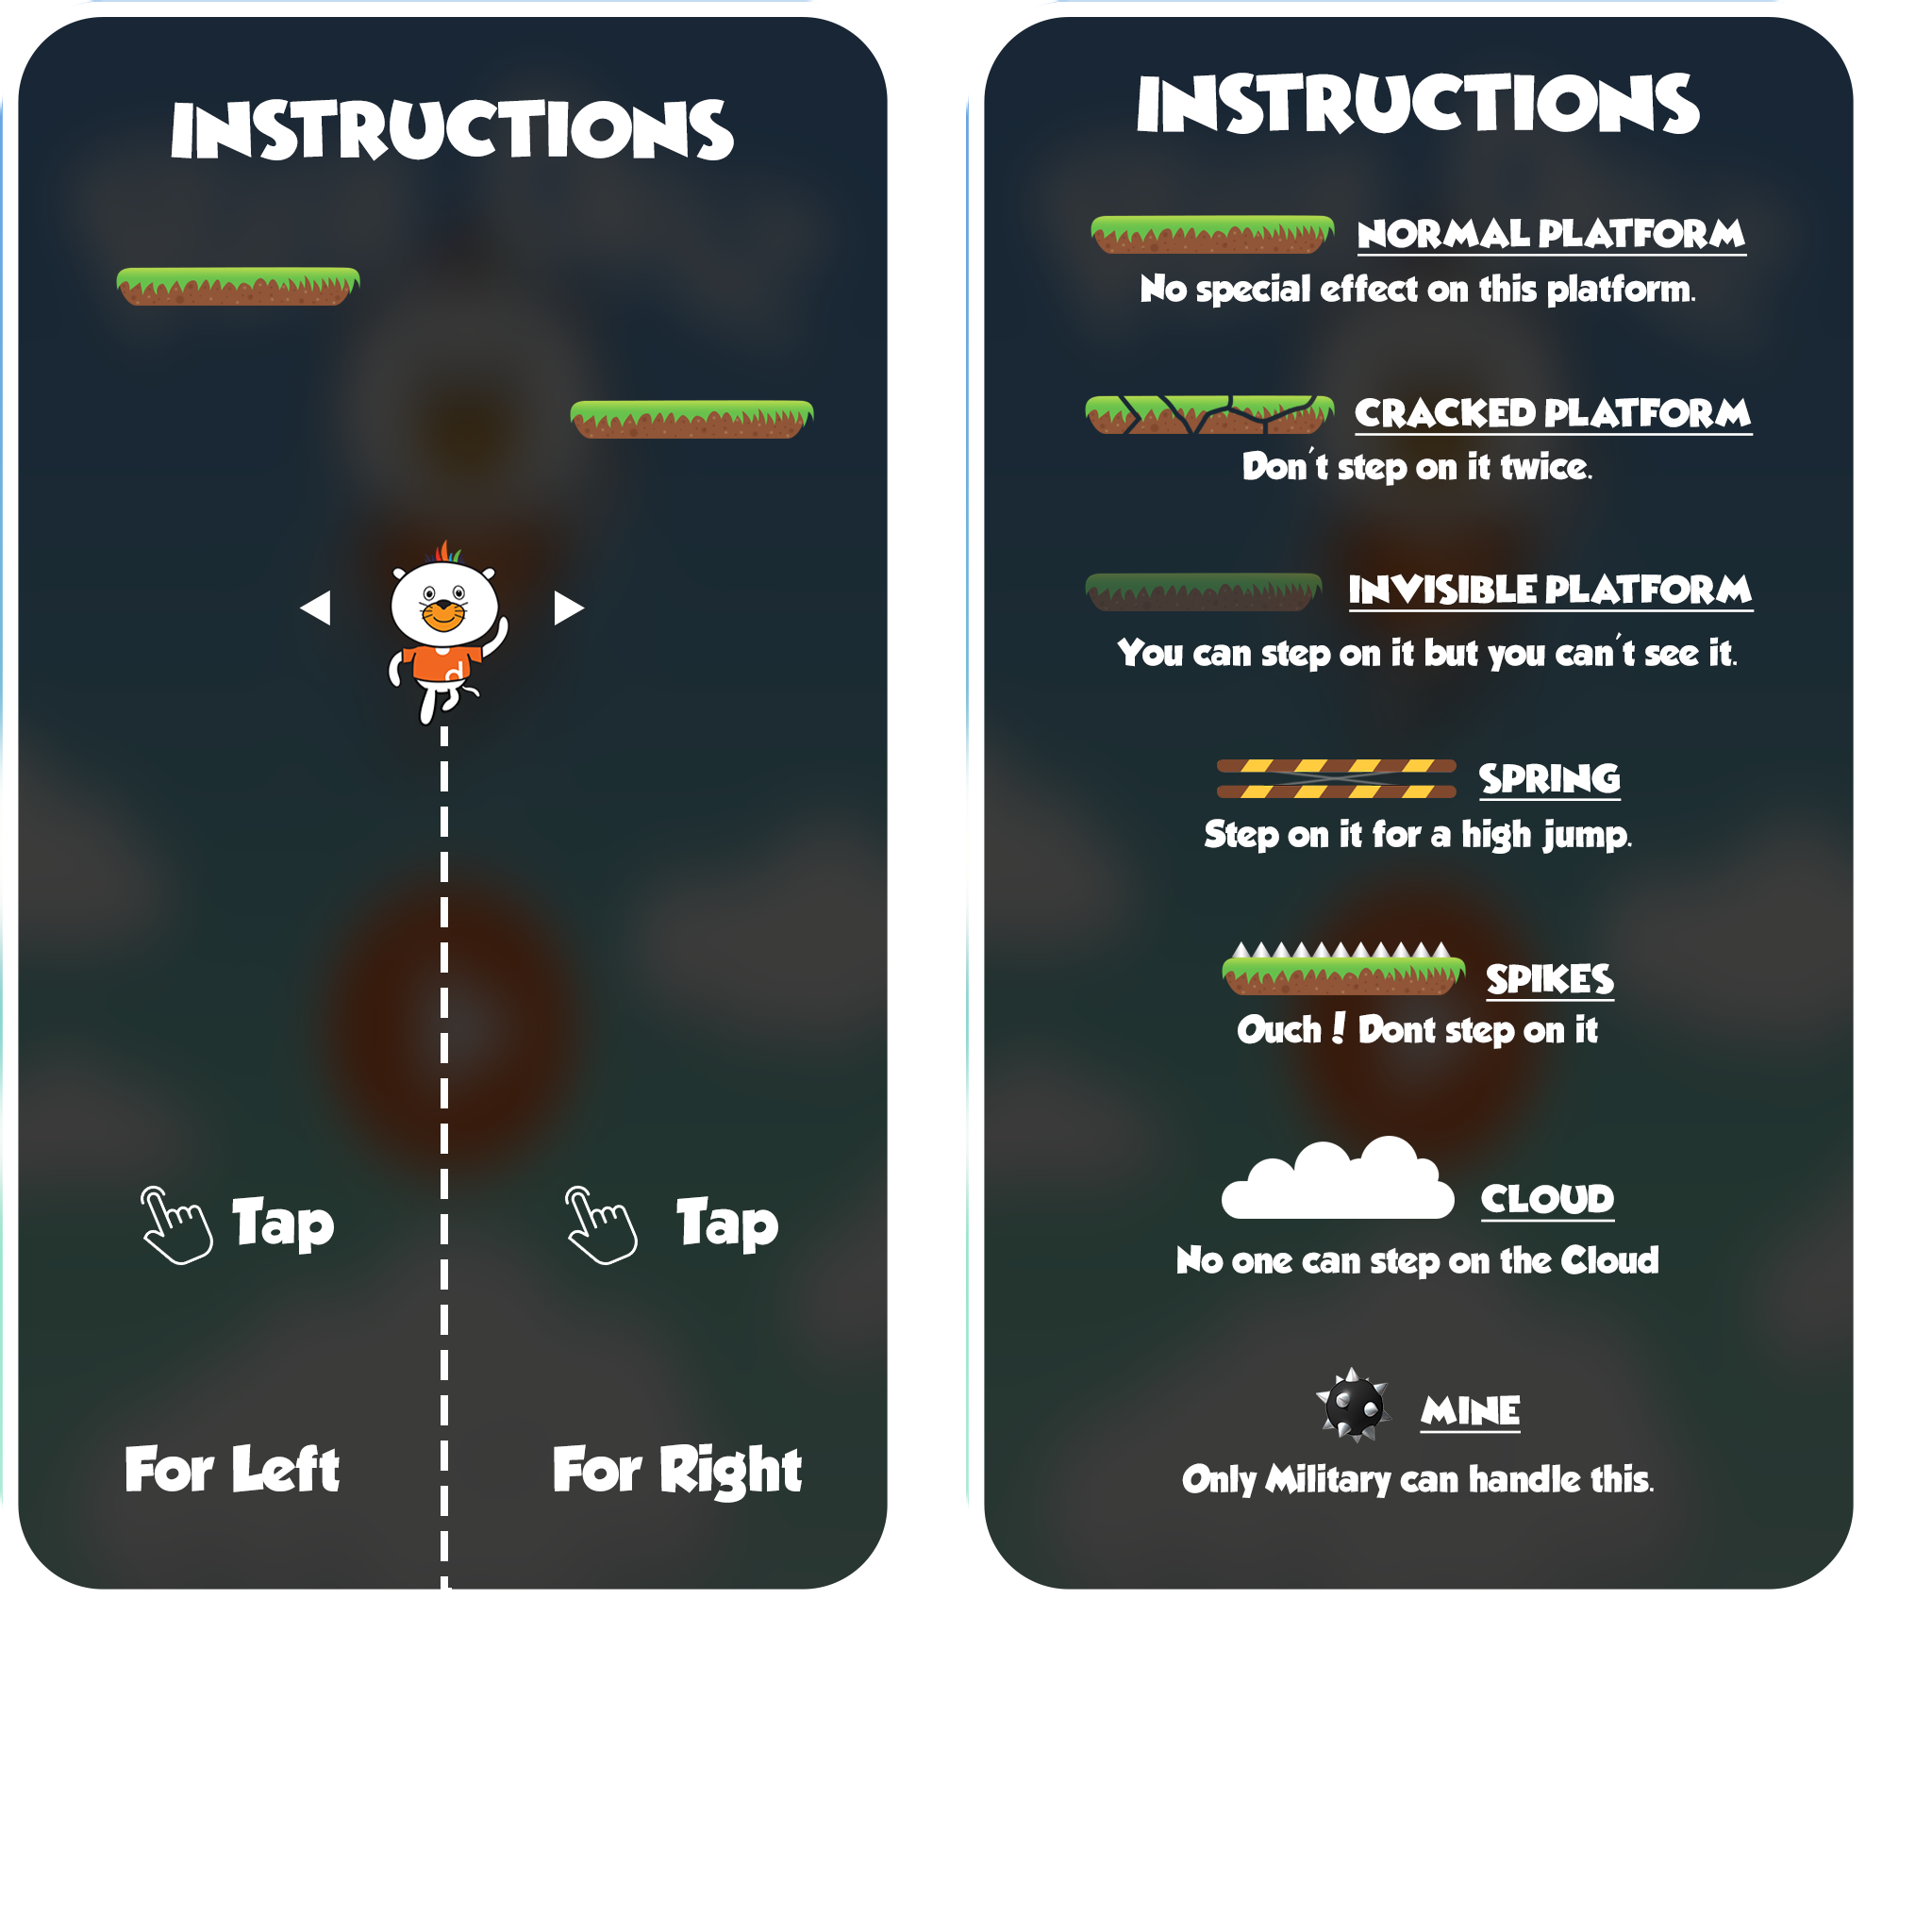 INSTRUCTIONS
Tap
Tap
For Left
For Right
d
INSTRUCTIONS
NORMAL PLATFORM
No special effect on this platform.
CRACKED PLATFORM
Don't step on it twice.
INVISIBLE PLATFORM
You can step on it but you can't see it.
SPRING
Step on it for a high jump.
SPIKES
Ouch! Dont step on it
CLOUD
No one can step on the Cloud
MINE
Only Military can handle this.